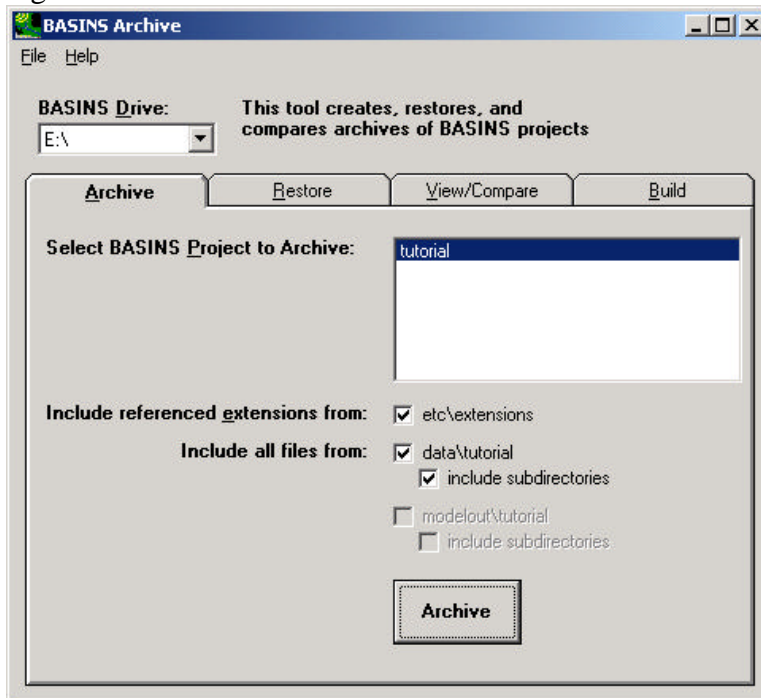 BASINS Archive
File Help
BASINS Drive:
This tool creates, restores, and
compares archives of BASINS projects
E:\
Archive
Restore
View/Compare
Build
Select BASINS Project to Archive:
tutorial
Include referenced extensions from:
etc\extensions
Include all files from:
data\tutorial
include subdirectories
modelout\tutorial
include subdirectories
Archive